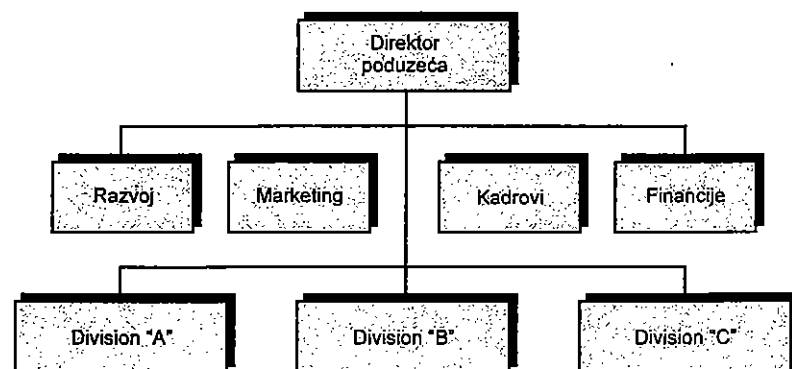 Direktor
poduzeća
Razvoj
Marketing
Kadrovi
Financije
Division "A"
Division "B"
Division "C"